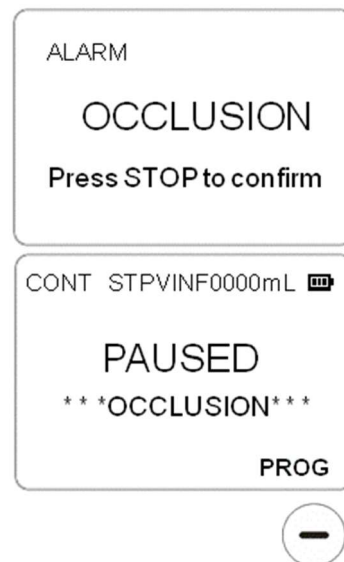 ALARM
OCCLUSION
Press STOP to confirm
CONT STPVINF0000mL
PAUSED
***OCCLUSION***
PROG